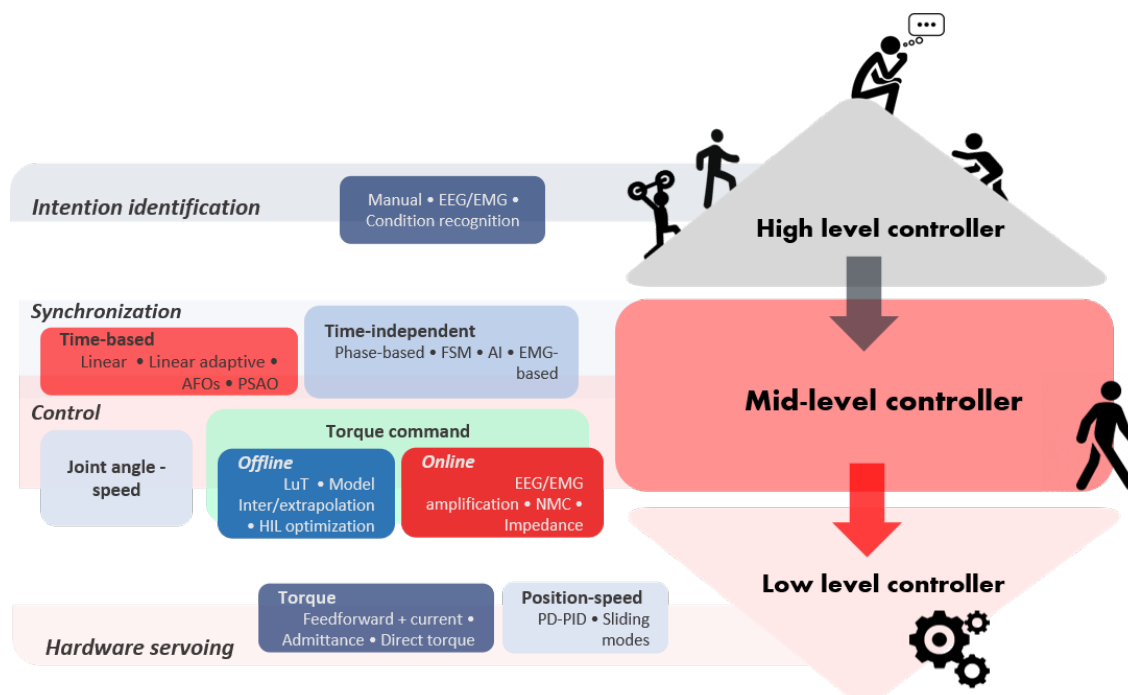 Intention identification
Manual • EEG/EMG •
Condition recognition
High level controller
Synchronization
Time-based
Linear • Linear adaptive •
AFOs • PSAO
Time-independent
Phase-based • FSM • AI • EMG-
based
Mid-level controller
Control
Joint angle -
speed
Torque command
Offline
LuT • Model
Inter/extrapolation
• HIL optimization
Online
EEG/EMG
amplification • NMC •
Impedance
Low level controller
Hardware servoing
Torque
Feedforward + current •
Admittance • Direct torque
Position-speed
PD-PID • Sliding
modes